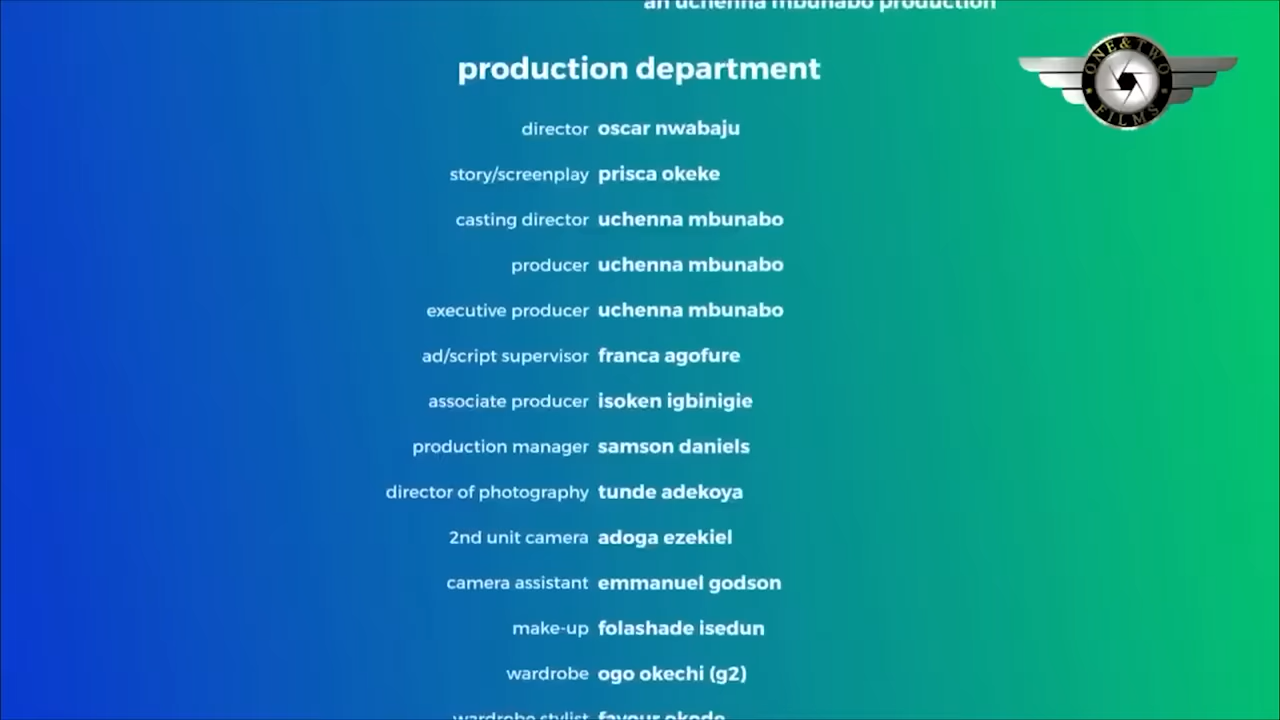 an uchenna mbunabo production
ONE&TWO
FILMS
production department
director oscar nwabaju
story/screenplay prisca okeke
casting director uchenna mbunabo
producer uchenna mbunabo
executive producer uchenna mbunabo
ad/script supervisor franca agofure
associate producer isoken igbinigie
production manager samson daniels
director of photography tunde adekoya
2nd unit camera adoga ezekiel
camera assistant emmanuel godson
make-up folashade isedun
wardrobe ogo okechi (g2)
wardrobe stylist favour okode